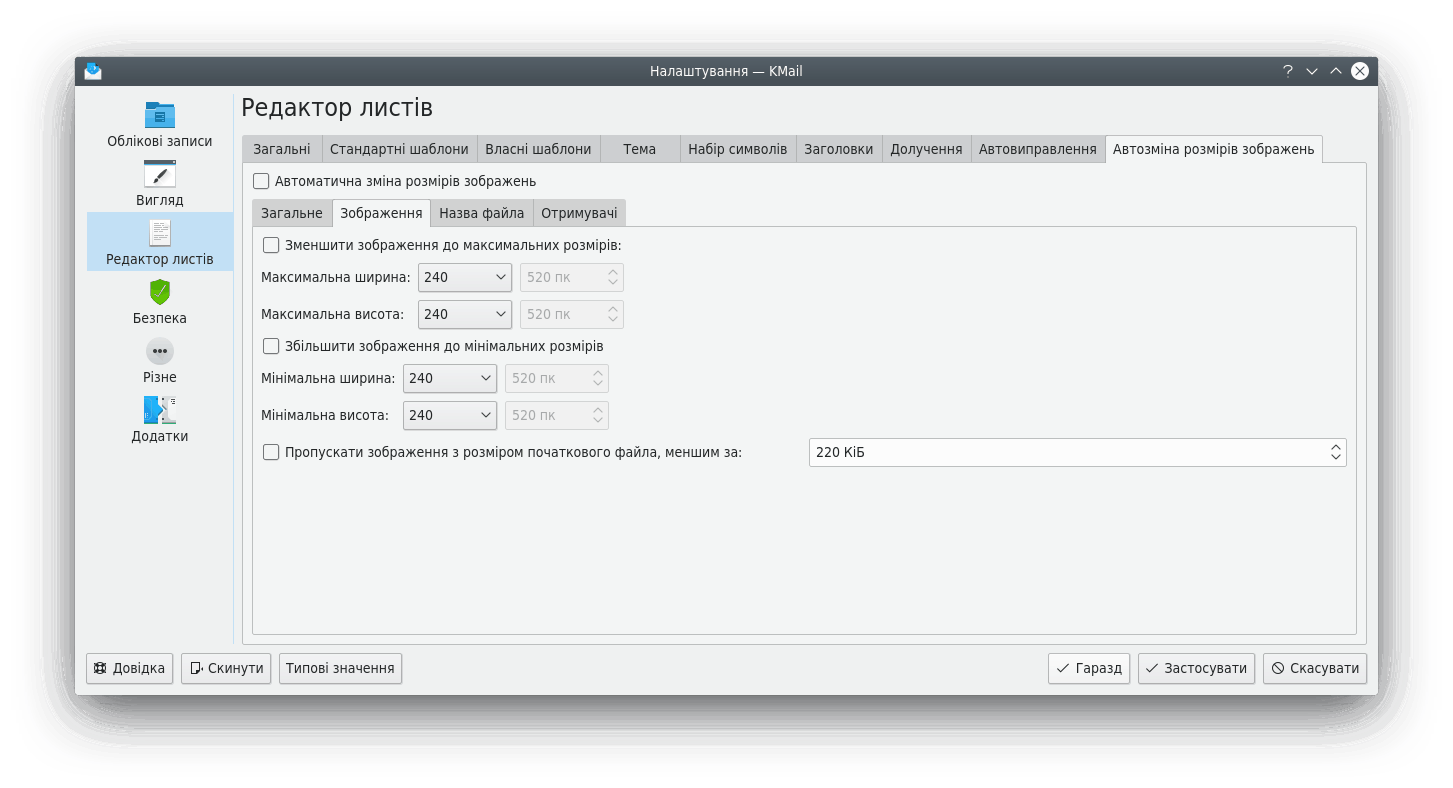 Налаштування — KMail
Облікові записи
Вигляд
Редактор листів
Безпека
Різне
Додатки
Редактор листів
Загальні Стандартні шаблони Власні шаблони Тема Набір символів Заголовки Долучення Автовиправлення Автозміна розмірів зображень
Автоматична зміна розмірів зображень
Загальне Зображення Назва файла Отримувачі
Зменшити зображення до максимальних розмірів:
Максимальна ширина: 240 520 пк
Максимальна висота: 240 520 пк
Збільшити зображення до мінімальних розмірів
Мінімальна ширина: 240 520 пк
Мінімальна висота: 240 520 пк
Пропускати зображення з розміром початкового файла, меншим за: 220 КіБ
Довідка Скинути Типові значення Гаразд Застосувати Скасувати